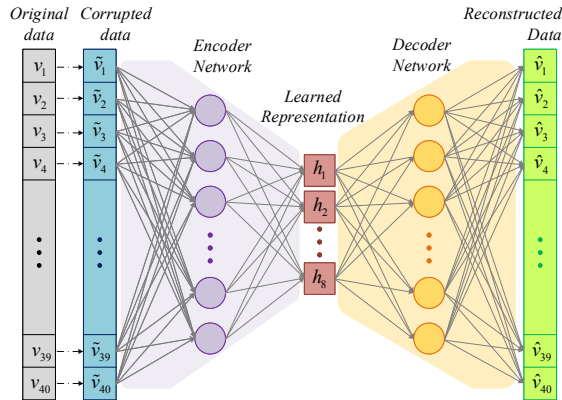 Original data
Corrupted data
Encoder Network
Learned Representation
Decoder Network
Reconstructed Data
v₁ ṽ₁ v̂₁
v₂ ṽ₂ v̂₂
v₃ ṽ₃ v̂₃
v₄ ṽ₄ v̂₄
h₁
h₂
h₈
v₃₉ ṽ₃₉ v̂₃₉
v₄₀ ṽ₄₀ v̂₄₀